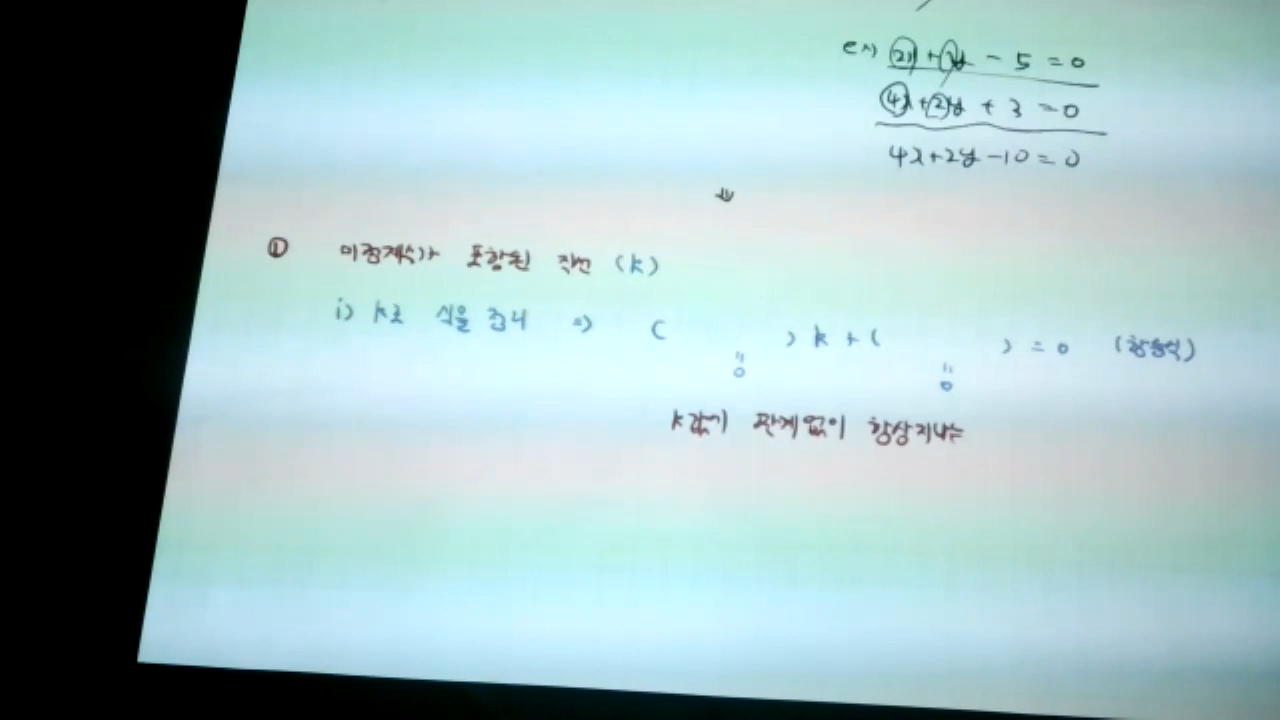 ex) 2x + y - 5 = 0
4x + 2y + 3 = 0
4x + 2y - 10 = 0
⇓
① 미정계수가 포함된 직선 (k)
i) k로 식을 정리 ⇒ ( ) k + ( ) = 0 (항등식)
" "
0 0
k값에 관계없이 항상 지나는